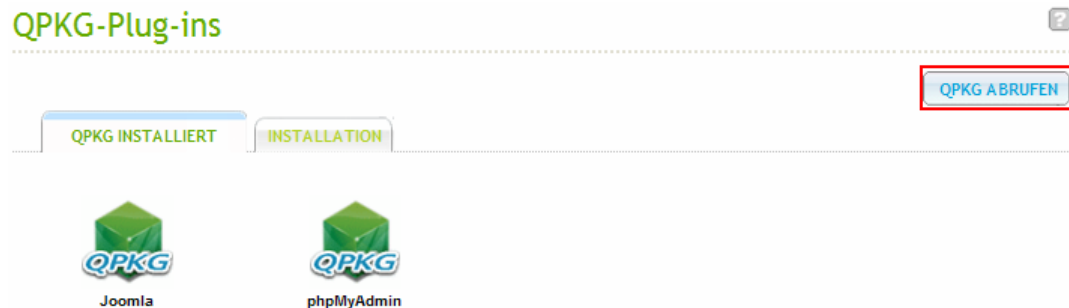 QPKG-Plug-ins
?
QPKG ABRUFEN
QPKG INSTALLIERT INSTALLATION
QPKG QPKG
Joomla phpMyAdmin